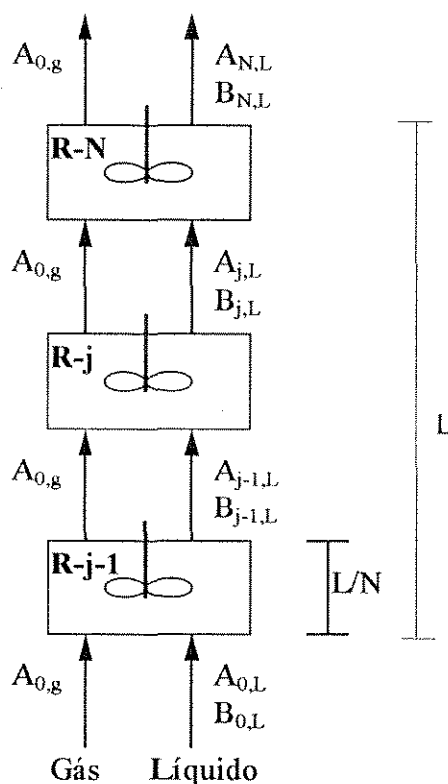 A0,g AN,L
BN,L
R-N
A0,g Aj,L
Bj,L
R-j
L
A0,g Aj-1,L
Bj-1,L
R-j-1
L/N
A0,g A0,L
B0,L
Gás Líquido